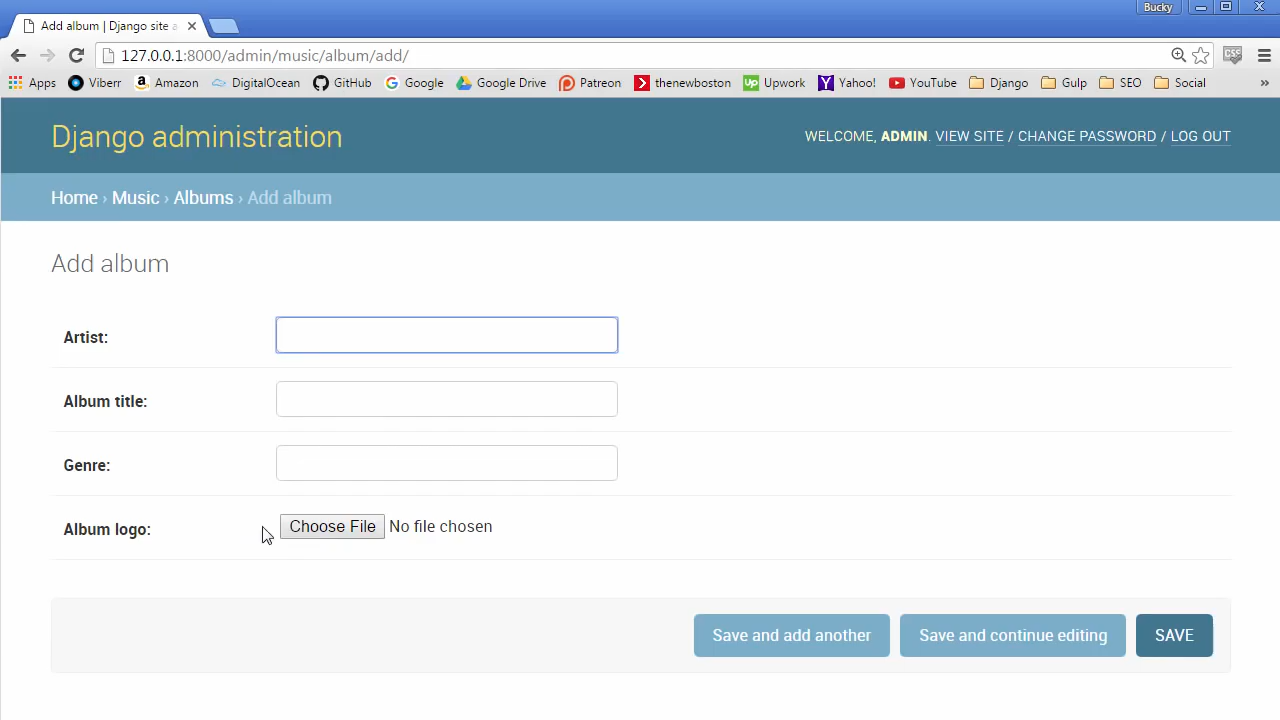 Bucky
Add album | Django site a
127.0.0.1:8000/admin/music/album/add/
Apps Viberr Amazon DigitalOcean GitHub Google Google Drive Patreon thenewboston Upwork Yahoo! YouTube Django Gulp SEO Social »
Django administration
WELCOME, ADMIN. VIEW SITE / CHANGE PASSWORD / LOG OUT
Home › Music › Albums › Add album
Add album
Artist:
Album title:
Genre:
Album logo: Choose File No file chosen
Save and add another Save and continue editing SAVE